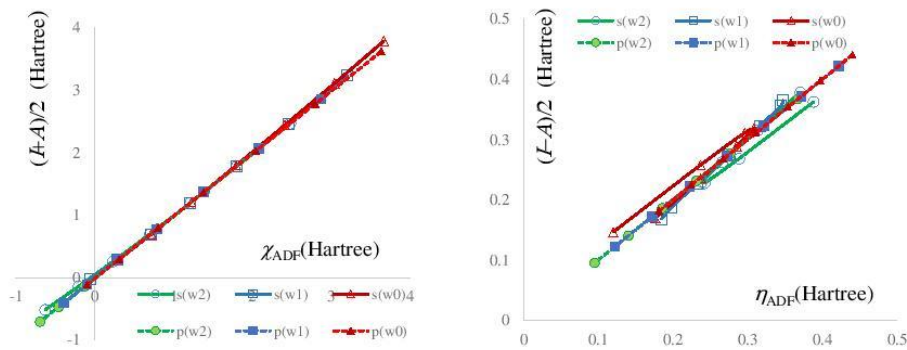 (I+A)/2 (Hartree)
4
3
2
1
0
-1
-1 0 3 4
χADF(Hartree)
s(w2) s(w1) s(w0)
p(w2) p(w1) p(w0)
(I−A)/2 (Hartree)
0.5
0.4
0.3
0.2
0.1
0
0 0.1 0.2 0.3 0.4 0.5
s(w2) s(w1) s(w0)
p(w2) p(w1) p(w0)
ηADF(Hartree)